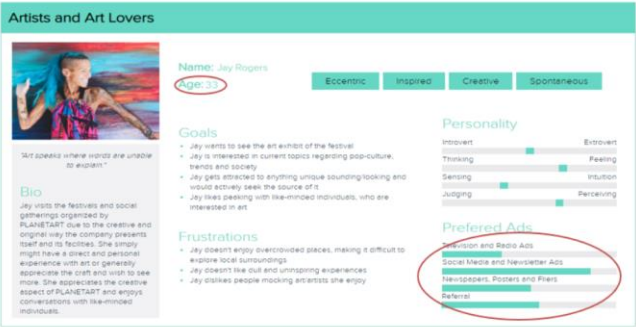 Artists and Art Lovers
"Art speaks where words are unable
to explain."
Bio
Jay visits the festivals and social
gatherings organized by
PLANETART due to the creative and
original way the company presents
itself and its facilities. She simply
might have a direct and personal
experience with art or generally
appreciate the craft and wish to see
more. She appreciates the creative
aspect of PLANETART and enjoys
conversations with like-minded
individuals.
Name: Jay Rogers
Age: 33
Eccentric Inspired Creative Spontaneous
Goals
Jay wants to see the art exhibit of the festival
Jay is interested in current topics regarding pop-culture,
trends and society
Jay gets attracted to anything unique sounding/looking and
would actively seek the source of it
Jay likes peaking with like-minded individuals, who are
interested in art
Frustrations
Jay doesn't enjoy overcrowded places, making it difficult to
explore local surroundings
Jay doesn't like dull and uninspiring experiences
Jay dislikes people mocking art/artists she enjoy
Personality
Introvert Extrovert
Thinking Feeling
Sensing Intuition
Judging Perceiving
Prefered Ads
Television and Radio Ads
Social Media and Newsletter Ads
Newspepers, Posters and Fliers
Referral